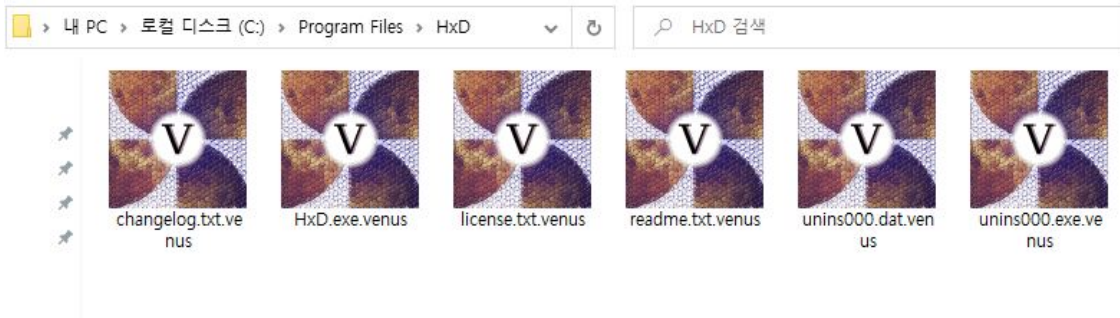 내 PC > 로컬 디스크 (C:) > Program Files > HxD
HxD 검색
V V V V V V
changelog.txt.ve
nus
HxD.exe.venus
license.txt.venus
readme.txt.venus
unins000.dat.ven
us
unins000.exe.ve
nus